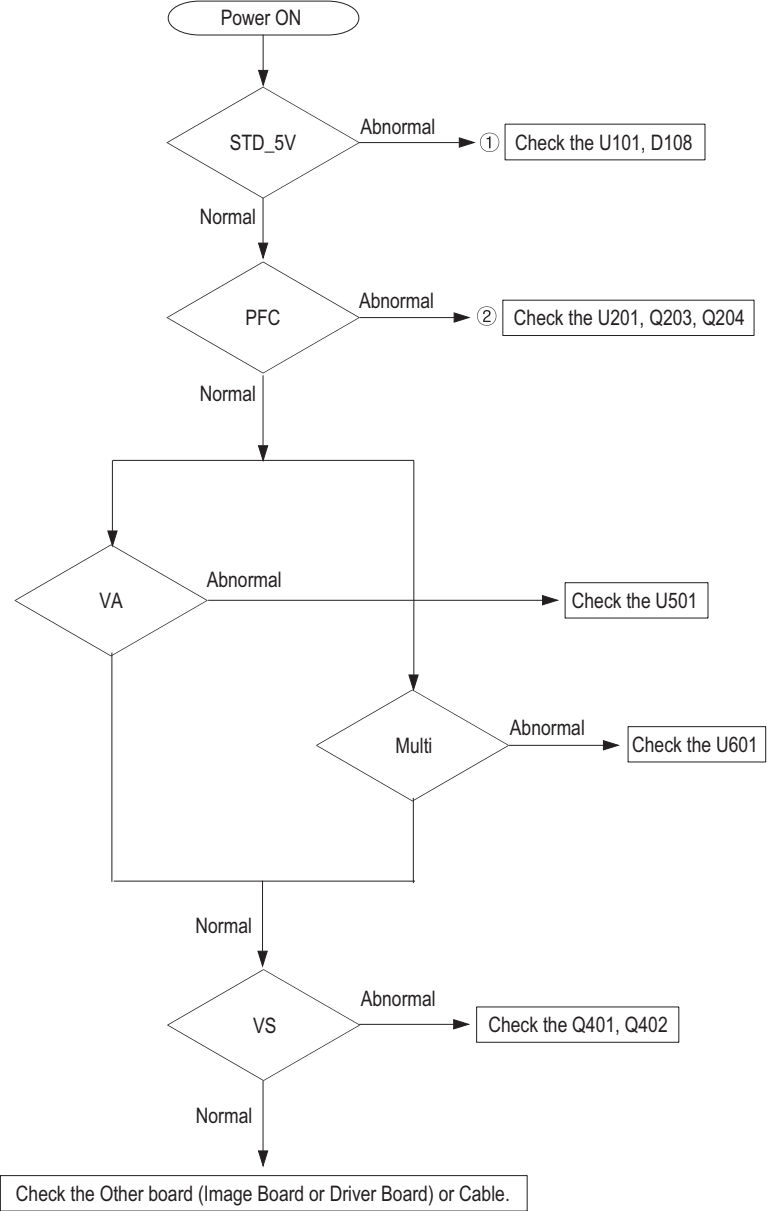 Power ON
STD_5V
Abnormal
① Check the U101, D108
Normal
PFC
Abnormal
② Check the U201, Q203, Q204
Normal
VA
Abnormal
Check the U501
Multi
Abnormal
Check the U601
Normal
VS
Abnormal
Check the Q401, Q402
Normal
Check the Other board (Image Board or Driver Board) or Cable.